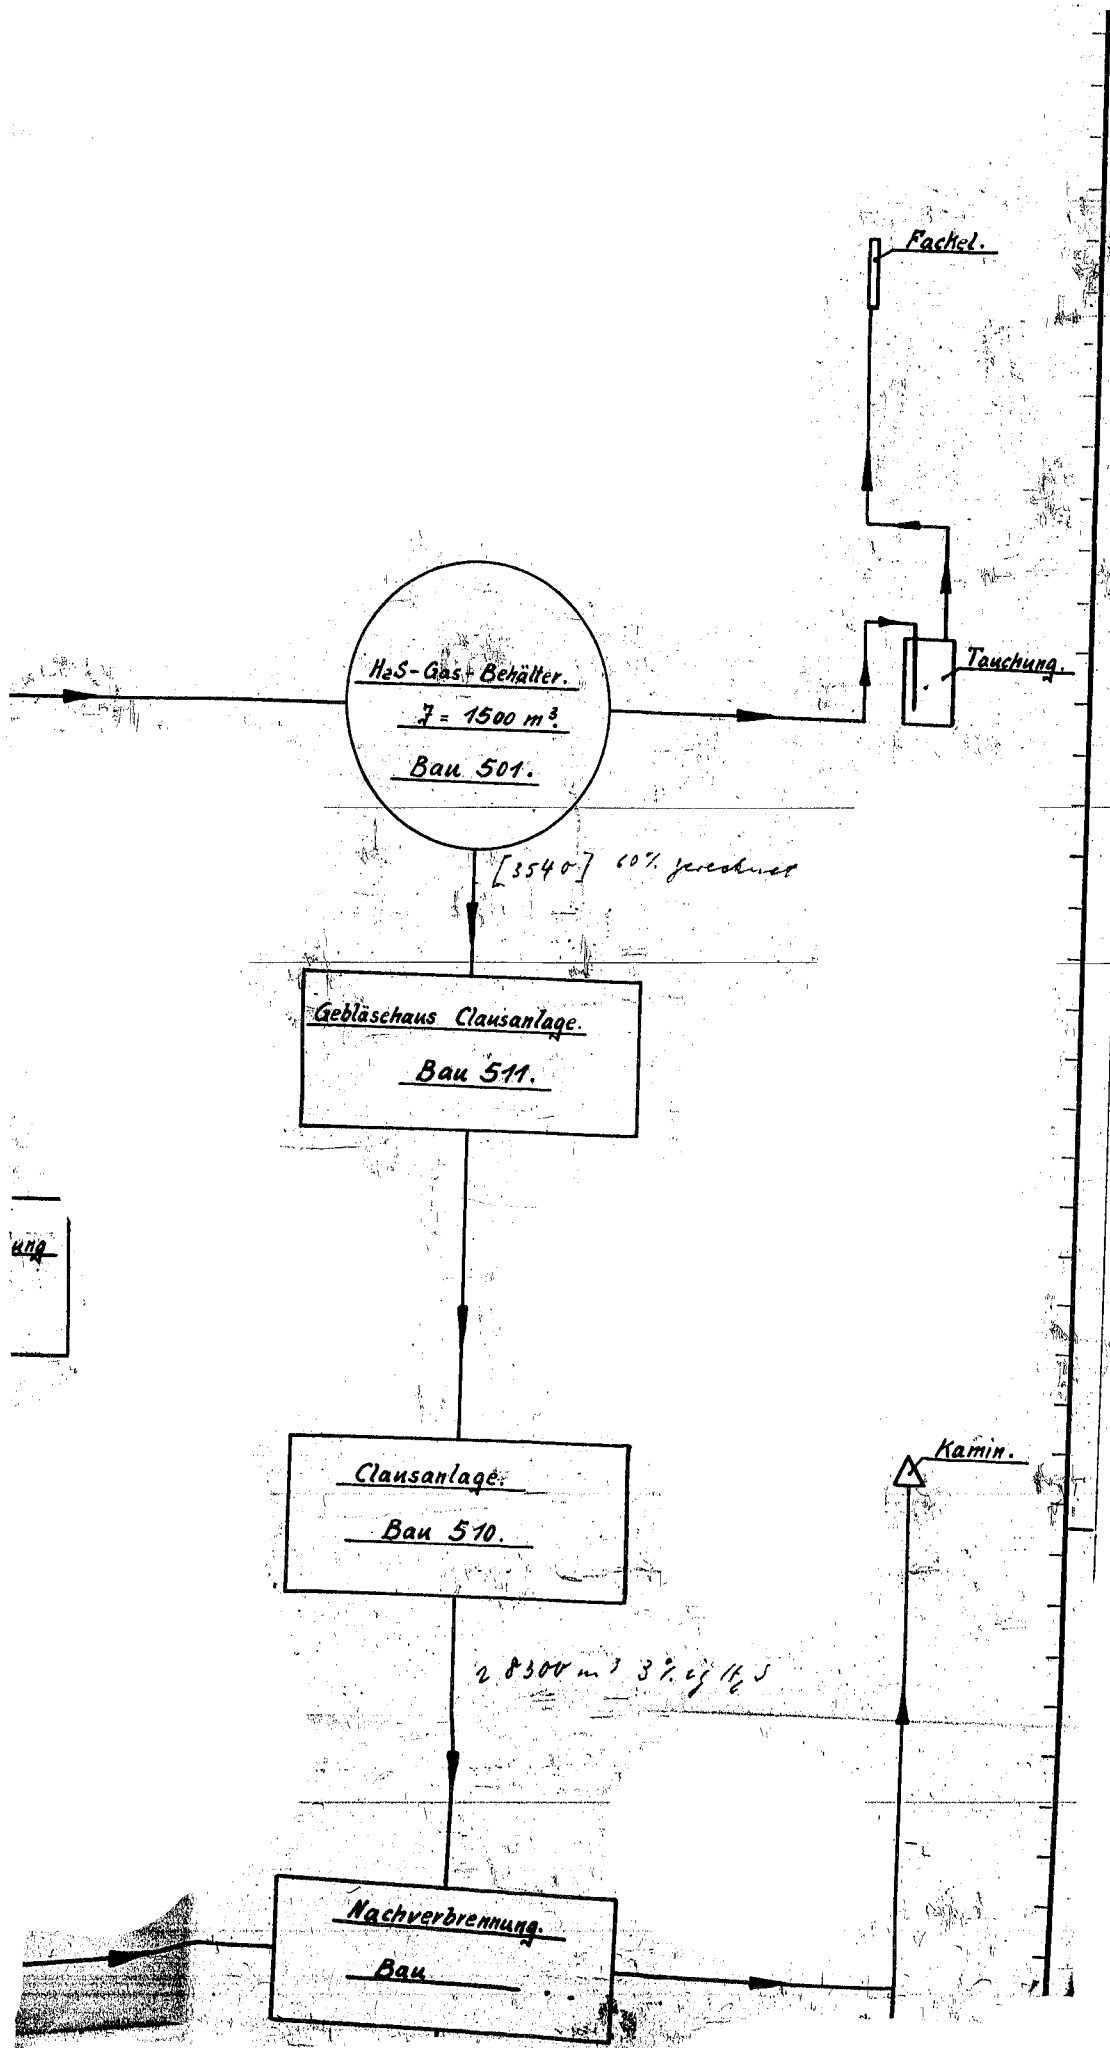 Fackel.
Tauchung.
H₂S-Gas-Behälter.
J = 1500 m³.
Bau 501.
[3540] 60% gerechnet
Gebläsehaus Clausanlage.
Bau 511.
ung
Clausanlage.
Bau 510.
Kamin.
8300 m³ 3%ig H₂S
Nachverbrennung.
Bau